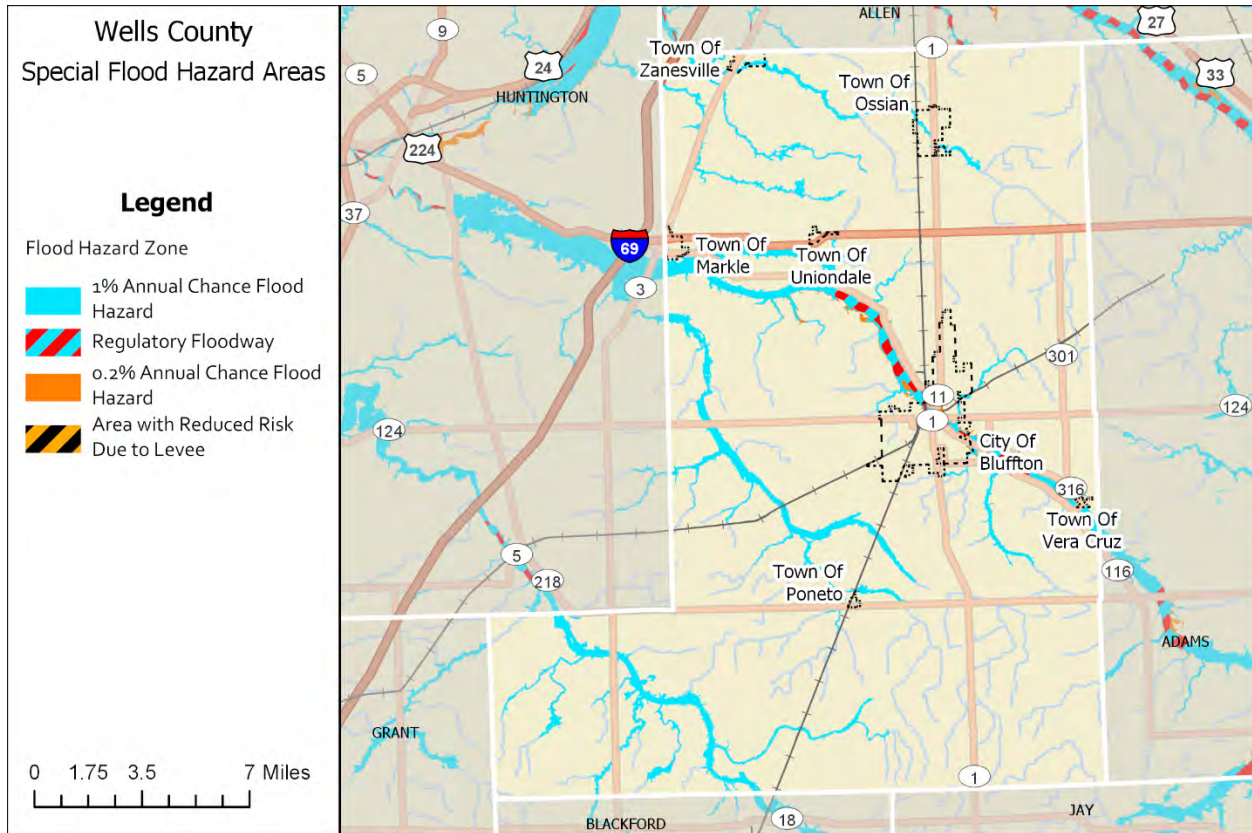 Wells County
Special Flood Hazard Areas
Legend
Flood Hazard Zone
1% Annual Chance Flood
Hazard
Regulatory Floodway
0.2% Annual Chance Flood
Hazard
Area with Reduced Risk
Due to Levee
0 1.75 3.5 7 Miles
ALLEN
9
1
27
Town Of
Zanesville
24
5
33
HUNTINGTON
Town Of
Ossian
224
37
69
Town Of
Markle
Town Of
Uniondale
3
301
11
124
124
1
City Of
Bluffton
316
Town Of
Vera Cruz
5
218
116
Town Of
Poneto
ADAMS
GRANT
1
18
BLACKFORD
JAY